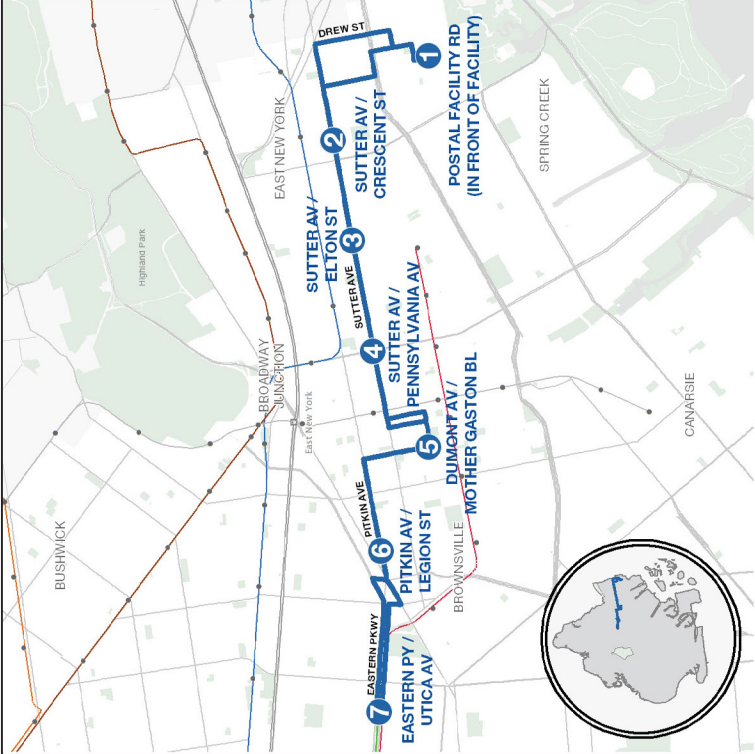 DREW ST
1
POSTAL FACILITY RD
(IN FRONT OF FACILITY)
2
SUTTER AV /
CRESCENT ST
EAST NEW YORK
SPRING CREEK
Highland Park
SUTTER AV /
ELTON ST
3
SUTTER AVE
4
SUTTER AV /
PENNSYLVANIA AV
BROADWAY
JUNCTION
East New York
5
DUMONT AV /
MOTHER GASTON BL
CANARSIE
PITKIN AVE
6
PITKIN AV /
LEGION ST
BROWNSVILLE
BUSHWICK
EASTERN PKWY
7
EASTERN PY /
UTICA AV